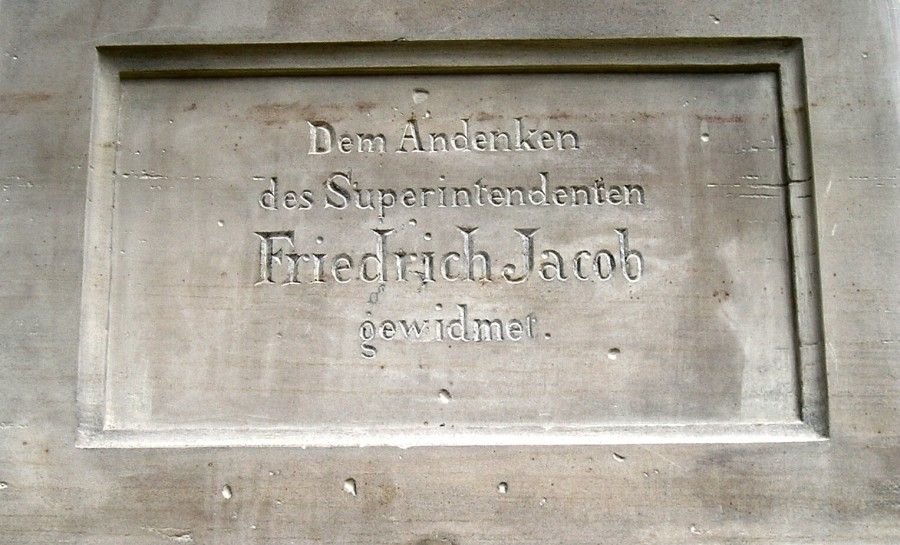 Dem Andenken
des Superintendenten
Friedrich Jacob
gewidmet.